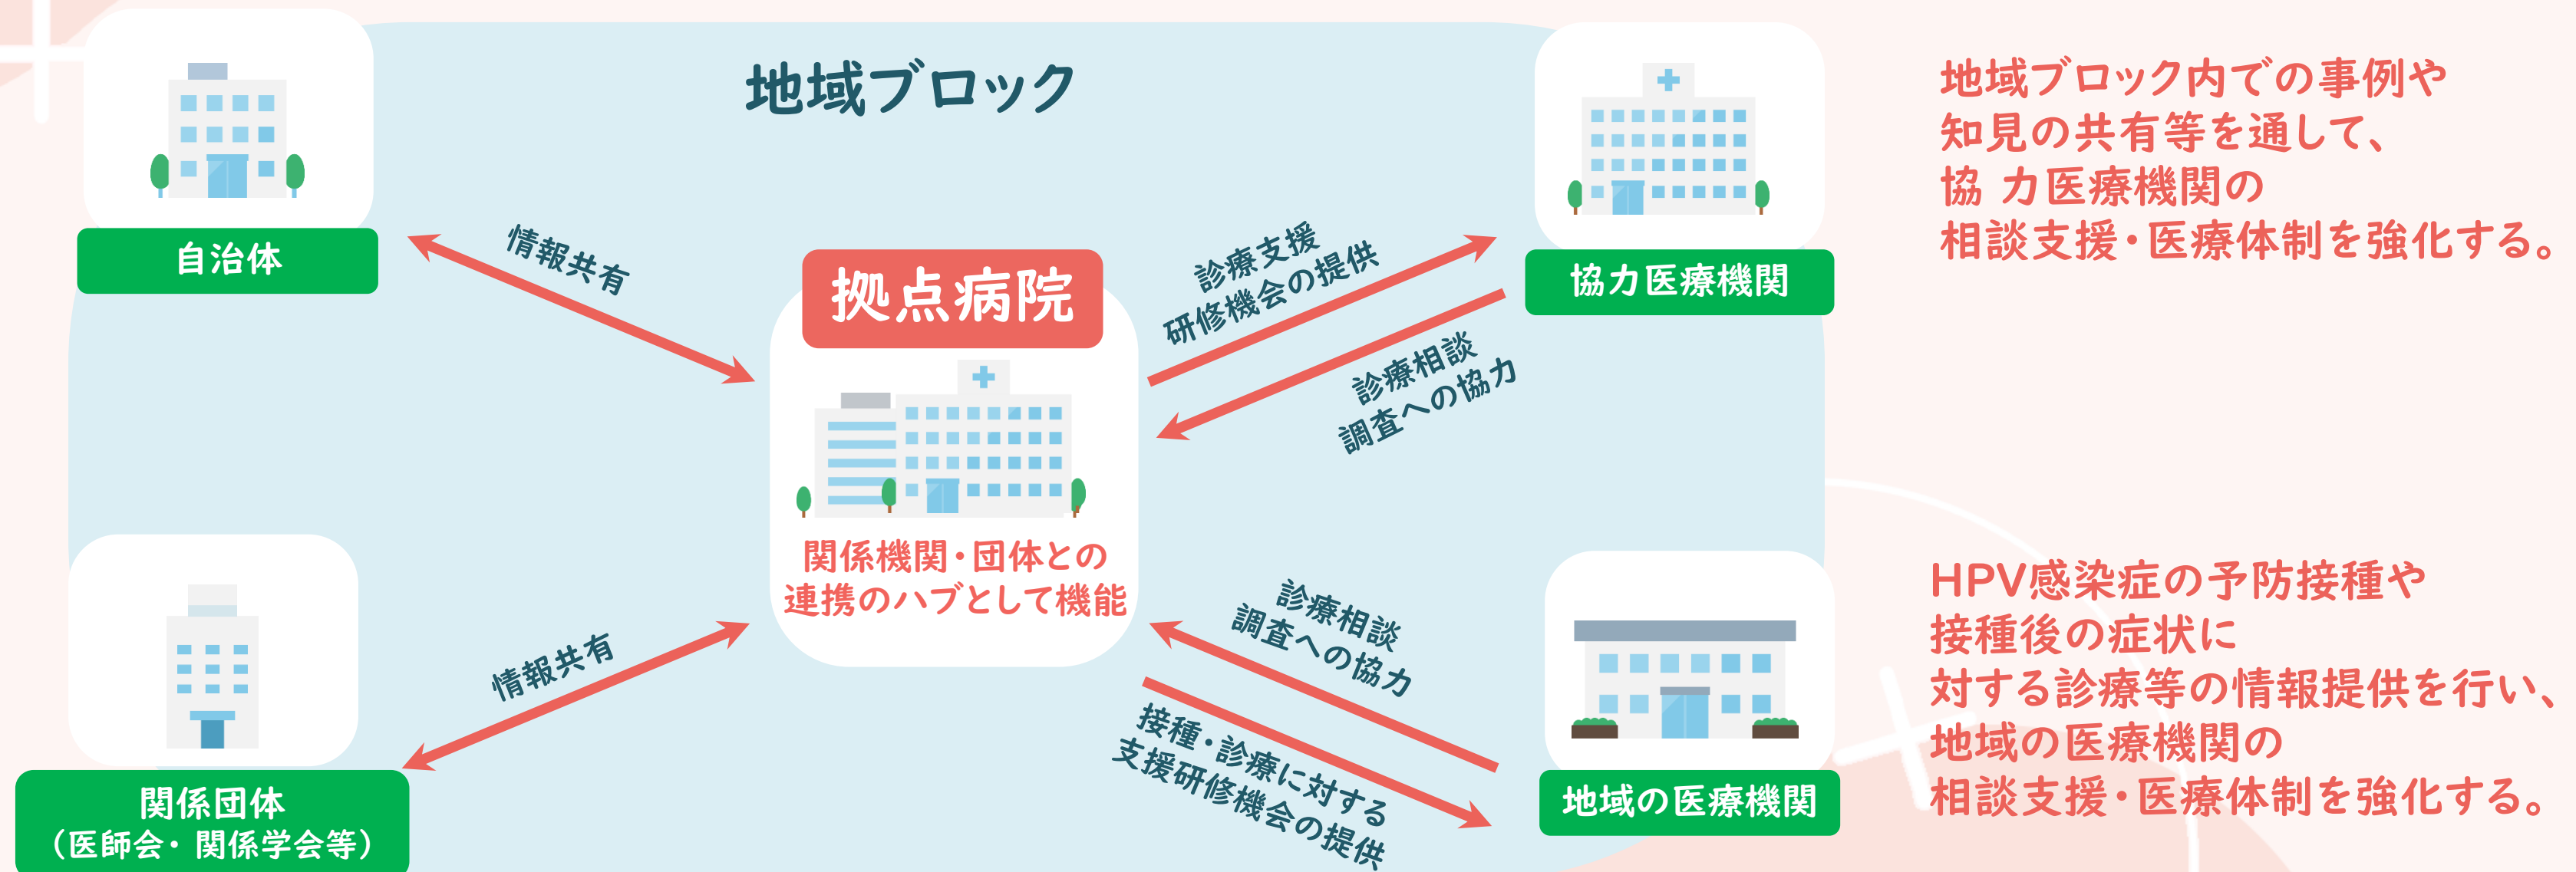 地域ブロック
自治体
情報共有
拠点病院
関係機関・団体との
連携のハブとして機能
診療支援
研修機会の提供
診療相談
調査への協力
協力医療機関
地域ブロック内での事例や
知見の共有等を通して、
協 力医療機関の
相談支援・医療体制を強化する。
関係団体
（医師会・ 関係学会等）
情報共有
診療相談
調査への協力
接種・診療に対する
支援研修機会の提供
地域の医療機関
HPV感染症の予防接種や
接種後の症状に
対する診療等の情報提供を行い、
地域の医療機関の
相談支援・医療体制を強化する。